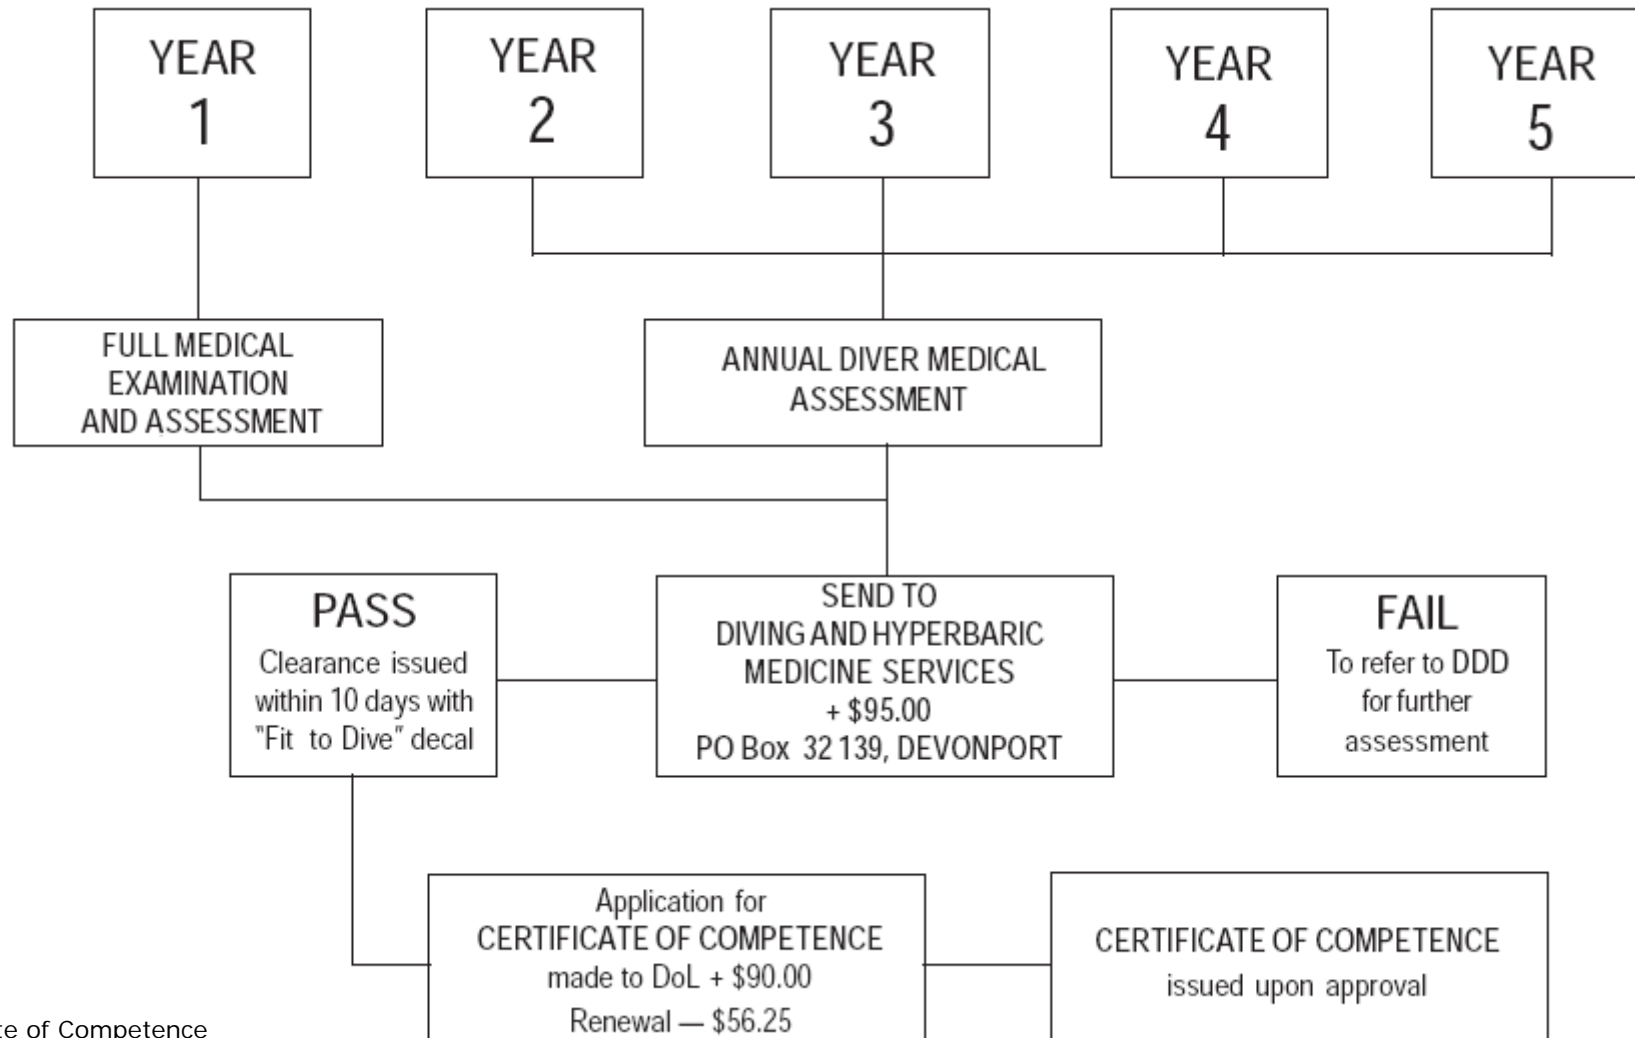 YEAR
1
YEAR
2
YEAR
3
YEAR
4
YEAR
5
FULL MEDICAL
EXAMINATION
AND ASSESSMENT
ANNUAL DIVER MEDICAL
ASSESSMENT
PASS
Clearance issued
within 10 days with
"Fit to Dive" decal
SEND TO
DIVING AND HYPERBARIC
MEDICINE SERVICES
+ $95.00
PO Box 32 139, DEVONPORT
FAIL
To refer to DDD
for further
assessment
Application for
CERTIFICATE OF COMPETENCE
made to DoL + $90.00
Renewal — $56.25
CERTIFICATE OF COMPETENCE
issued upon approval
of Competence